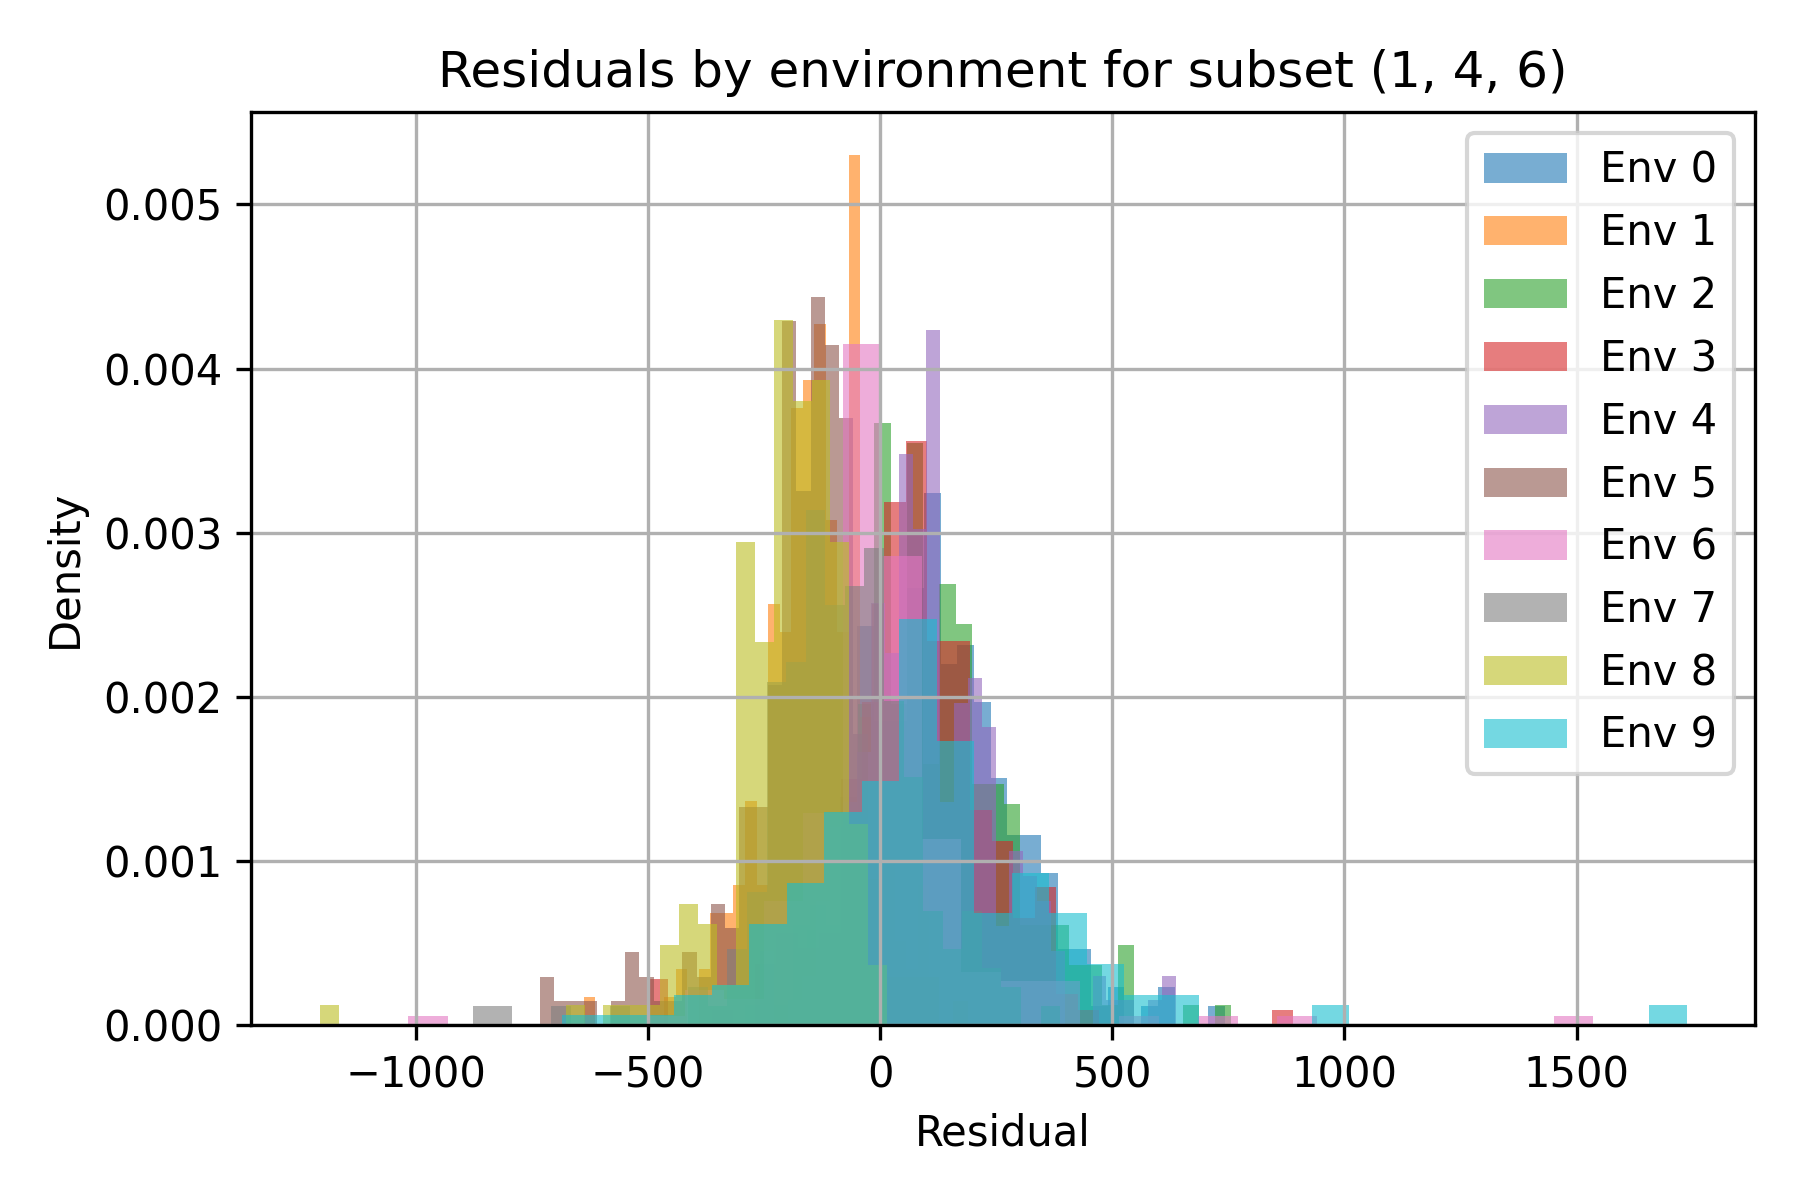 Residuals by environment for subset (1, 4, 6)
Density
0.005
0.004
0.003
0.002
0.001
0.000
−1000
−500
0
500
1000
1500
Residual
Env 0
Env 1
Env 2
Env 3
Env 4
Env 5
Env 6
Env 7
Env 8
Env 9